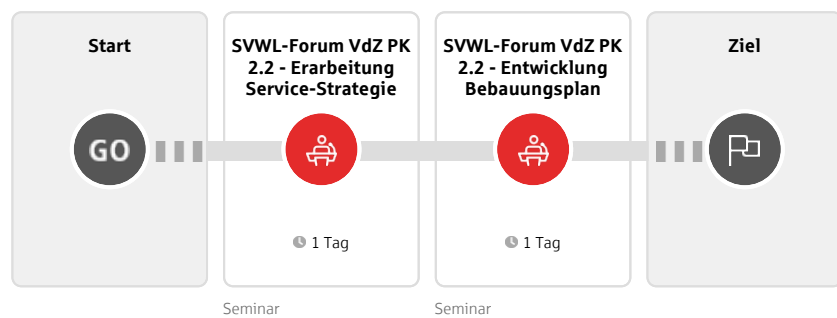 Start
SVWL-Forum VdZ PK
2.2 - Erarbeitung
Service-Strategie
SVWL-Forum VdZ PK
2.2 - Entwicklung
Bebauungsplan
Ziel
GO
1 Tag
1 Tag
Seminar
Seminar